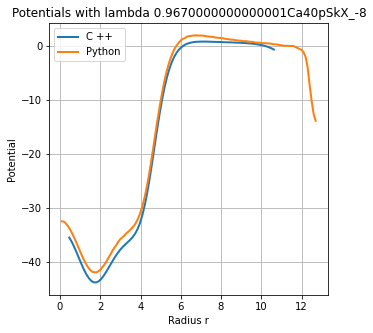 Potentials with lambda 0.9670000000000001Ca40pSkX_-8
C ++
Python
0
−10
−20
−30
−40
Potential
0
2
4
6
8
10
12
Radius r